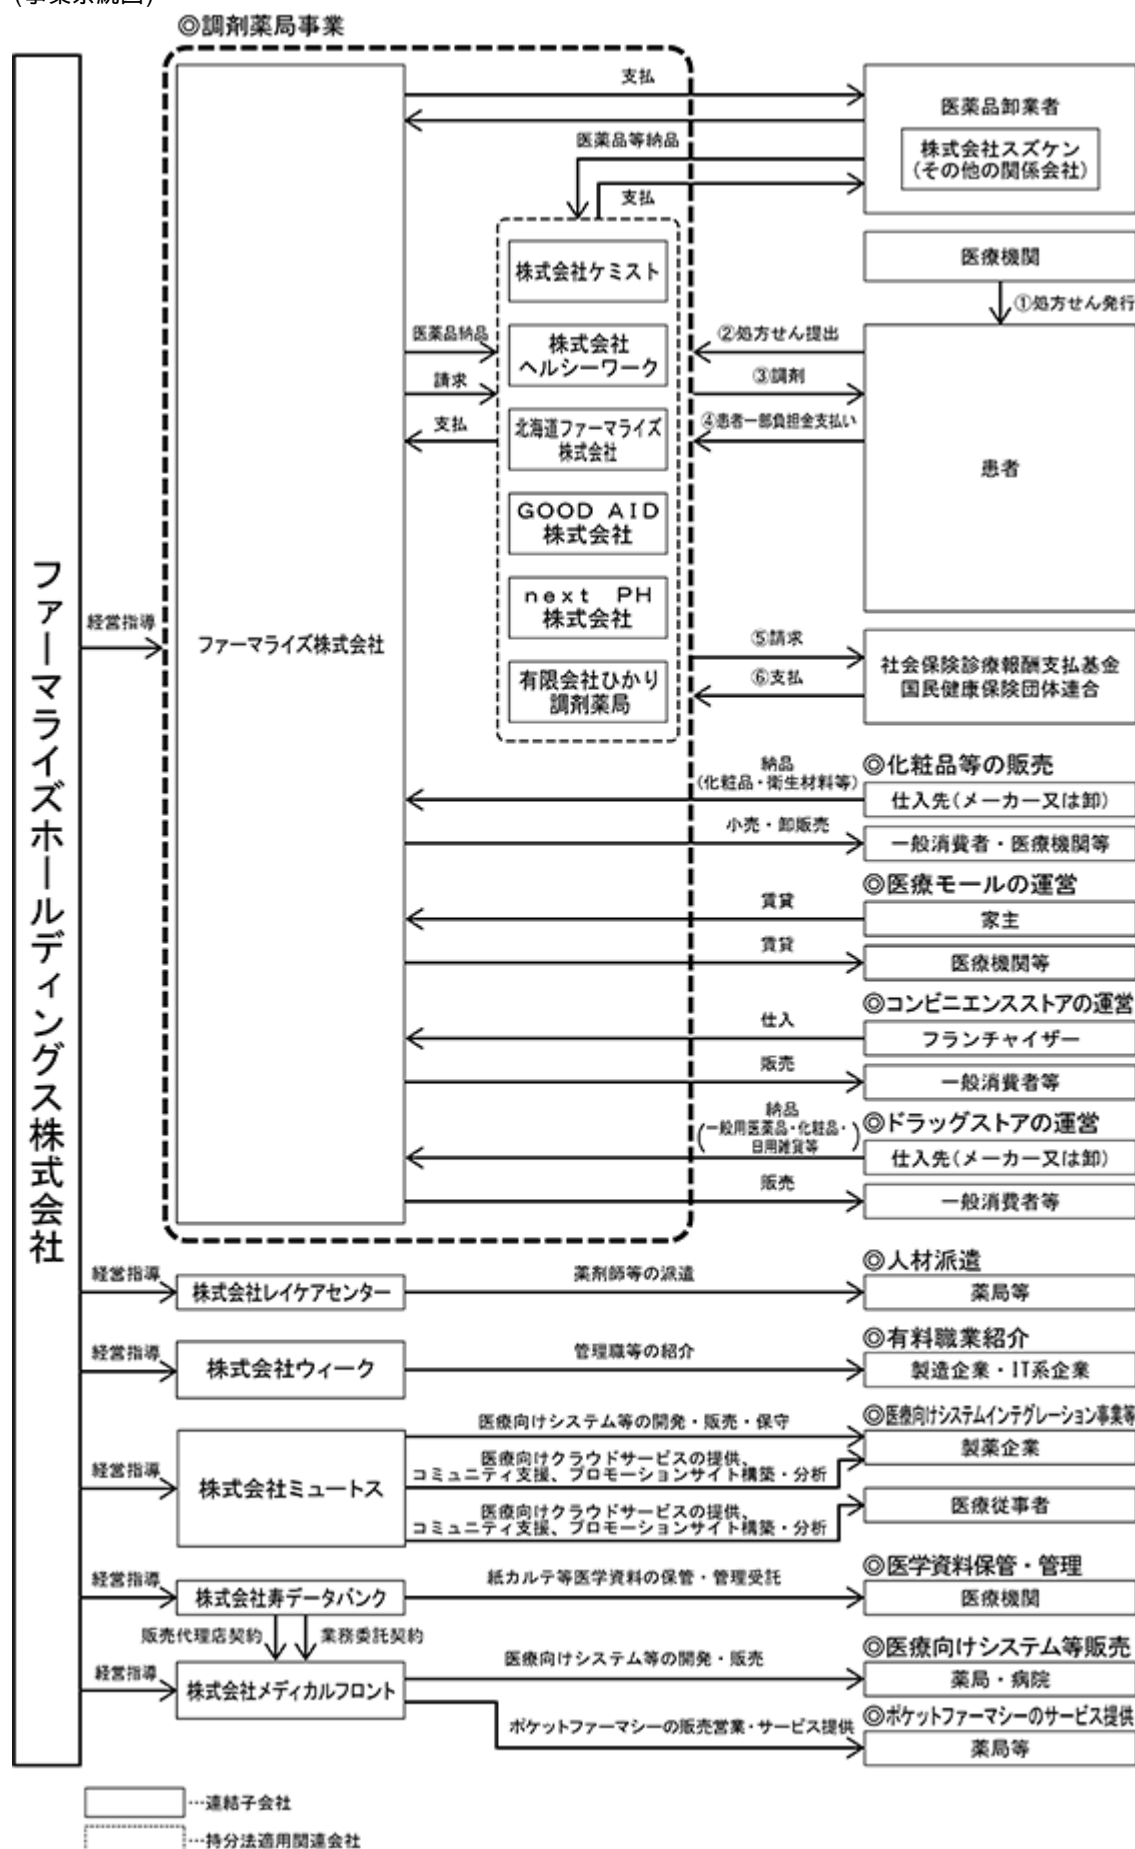 (事業系統図)
◎調剤薬局事業
ファーマライズホールディングス株式会社
経営指導
ファーマライズ株式会社
支払
医薬品等納品
支払
医薬品卸業者
株式会社スズケン
(その他の関係会社)
医療機関
①処方せん発行
株式会社ケミスト
医薬品納品
請求
支払
株式会社
ヘルシーワーク
北海道ファーマライズ
株式会社
GOOD AID
株式会社
next PH
株式会社
有限会社ひかり
調剤薬局
②処方せん提出
③調剤
④患者一部負担金支払い
患者
⑤請求
⑥支払
社会保険診療報酬支払基金
国民健康保険団体連合
納品
(化粧品・衛生材料等)
◎化粧品等の販売
仕入先(メーカー又は卸)
小売・卸販売
一般消費者・医療機関等
◎医療モールの運営
賃貸
家主
賃貸
医療機関等
◎コンビニエンスストアの運営
仕入
フランチャイザー
販売
一般消費者等
納品
(一般用医薬品・化粧品・
日用雑貨等)
◎ドラッグストアの運営
仕入先(メーカー又は卸)
販売
一般消費者等
◎人材派遣
経営指導
株式会社レイケアセンター
薬剤師等の派遣
薬局等
◎有料職業紹介
経営指導
株式会社ウィーク
管理職等の紹介
製造企業・IT系企業
◎医療向けシステムインテグレーション事業等
経営指導
株式会社ミュートス
医療向けシステム等の開発・販売・保守
製薬企業
医療向けクラウドサービスの提供、
コミュニティ支援、プロモーションサイト構築・分析
医療向けクラウドサービスの提供、
コミュニティ支援、プロモーションサイト構築・分析
医療従事者
◎医学資料保管・管理
経営指導
株式会社寿データバンク
紙カルテ等医学資料の保管・管理受託
医療機関
販売代理店契約
業務委託契約
◎医療向けシステム等販売
経営指導
株式会社メディカルフロント
医療向けシステム等の開発・販売
薬局・病院
◎ポケットファーマシーのサービス提供
ポケットファーマシーの販売営業・サービス提供
薬局等
…連結子会社
…持分法適用関連会社